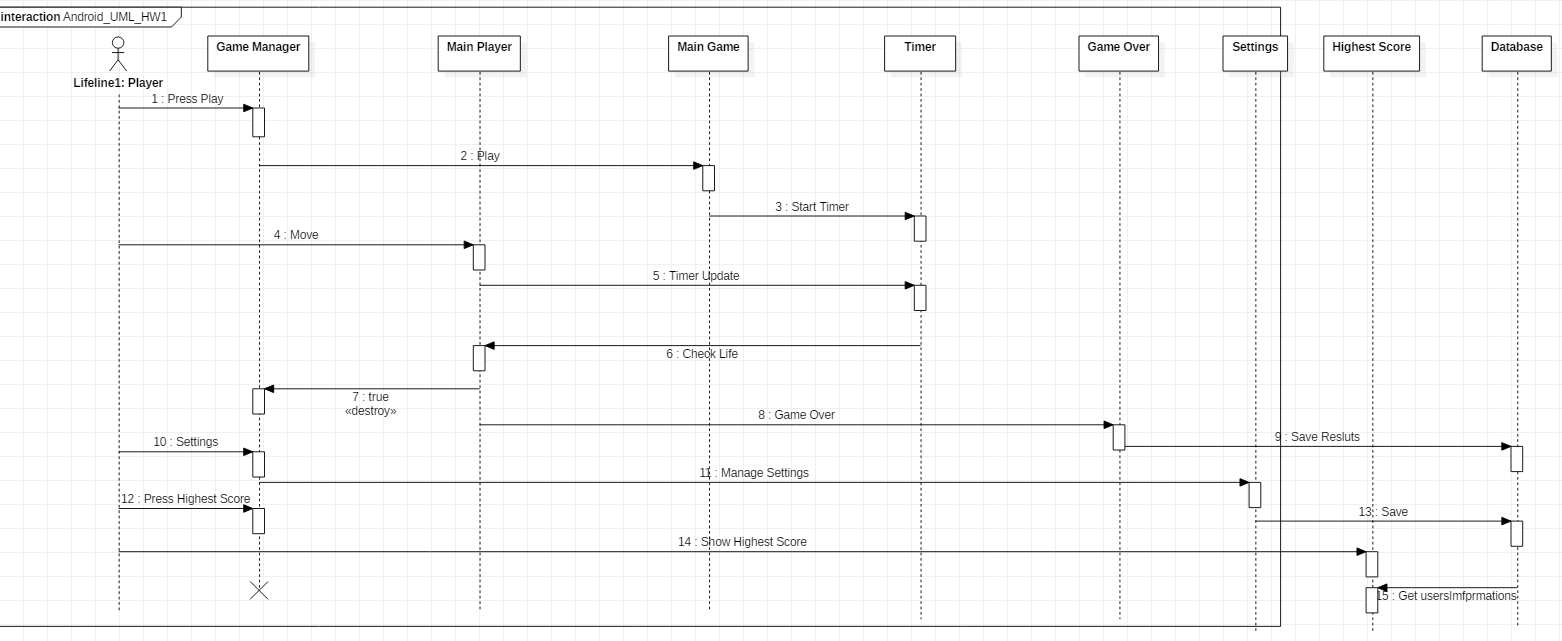 interaction Android_UML_HW1
Game Manager
Main Player
Main Game
Timer
Game Over
Settings
Highest Score
Database
Lifeline1: Player
1 : Press Play
2 : Play
3 : Start Timer
4 : Move
5 : Timer Update
6 : Check Life
7 : true
«destroy»
8 : Game Over
9 : Save Resluts
10 : Settings
11 : Manage Settings
12 : Press Highest Score
13 : Save
14 : Show Highest Score
15 : Get usersImfprmations